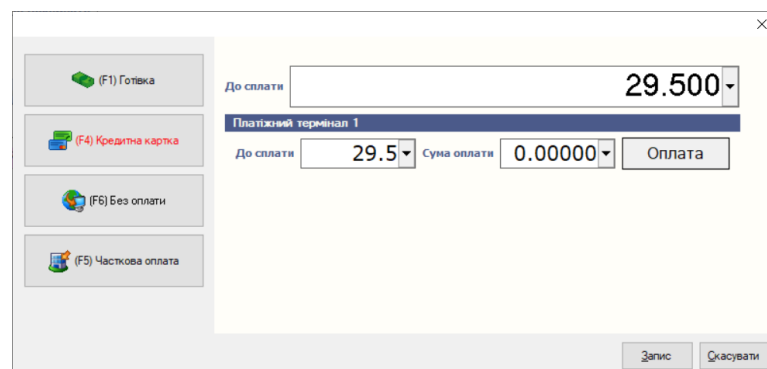 (F1) Готівка
(F4) Кредитна картка
(F6) Без оплати
(F5) Часткова оплата
До сплати 29.500
Платіжний термінал 1
До сплати 29.5 Сума оплати 0.00000 Оплата
Запис Скасувати